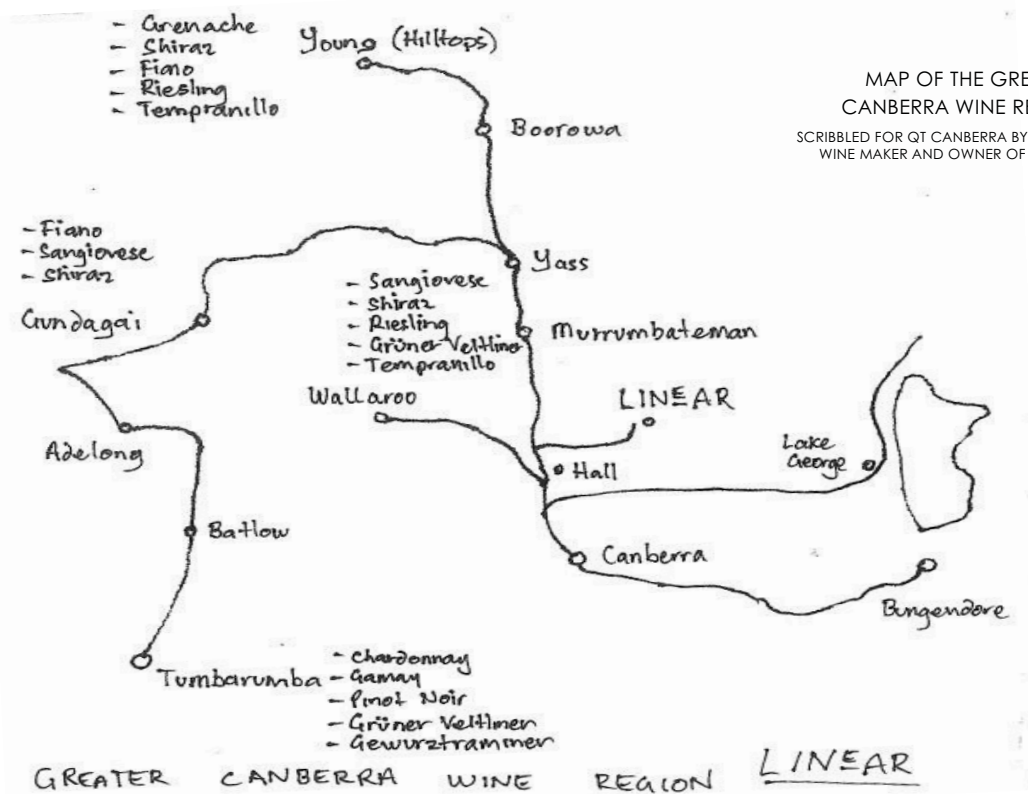 - Grenache
- Shiraz
- Fiano
- Riesling
- Tempranillo
Young (Hilltops)
MAP OF THE GRE
CANBERRA WINE RE
SCRIBBLED FOR QT CANBERRA BY
WINE MAKER AND OWNER OF
Boorowa
- Fiano
- Sangiovese
- Shiraz
Yass
Gundagai
- Sangiovese
- Shiraz
- Riesling
- Grüner Veltliner
- Tempranillo
Murrumbateman
Wallaroo
LINEAR
Adelong
Hall
Lake
George
Batlow
Canberra
Bungendore
Tumbarumba
- Chardonnay
- Gamay
- Pinot Noir
- Grüner Veltliner
- Gewurztraminer
GREATER CANBERRA WINE REGION LINEAR